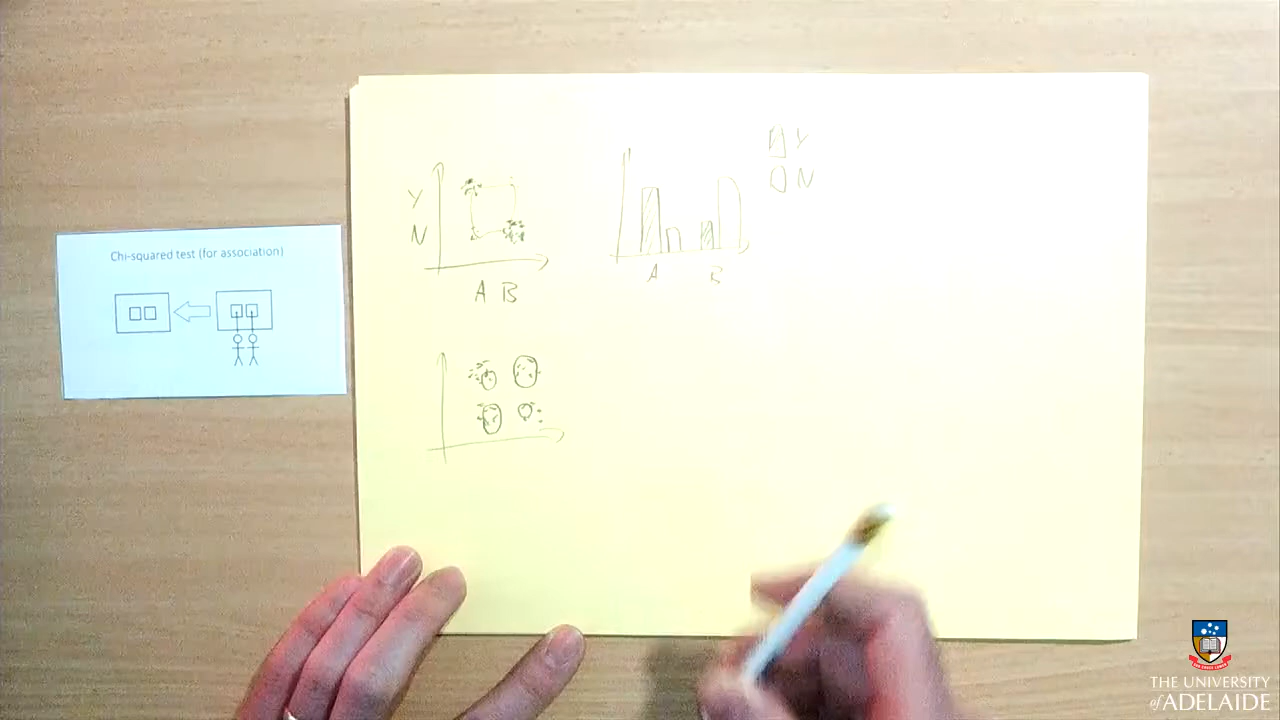 Chi-squared test (for association)
Y
N
A B
Y
N
A
B
THE UNIVERSITY
of ADELAIDE